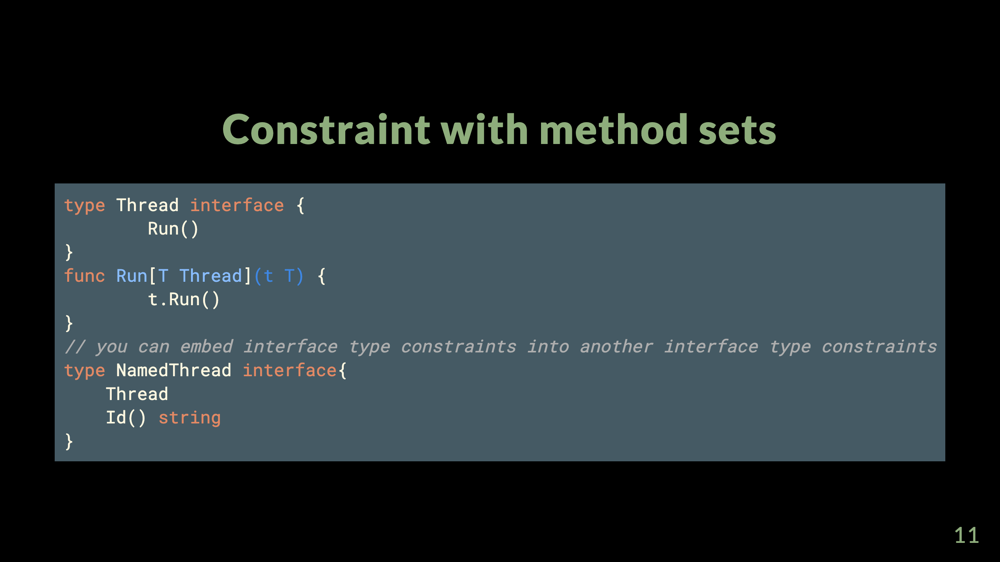 Constraint with method sets
type Thread interface {
        Run()
}
func Run[T Thread](t T) {
        t.Run()
}
// you can embed interface type constraints into another interface type constraints
type NamedThread interface{
    Thread
    Id() string
}
11